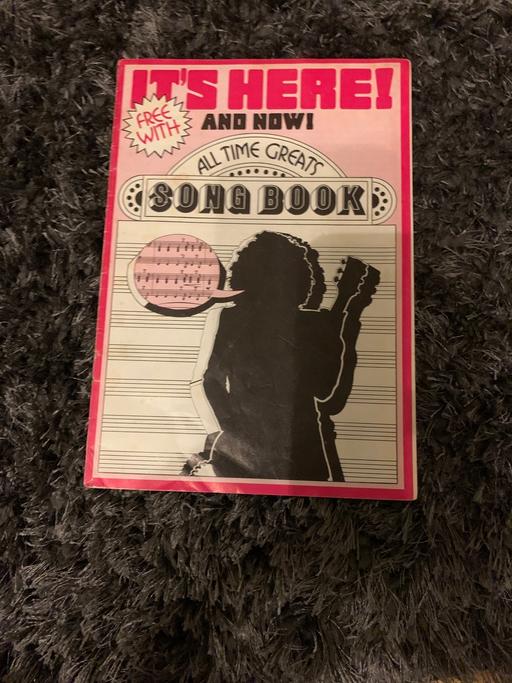 IT'S HERE!
FREE
WITH
AND NOW!
ALL TIME GREATS
SONG BOOK